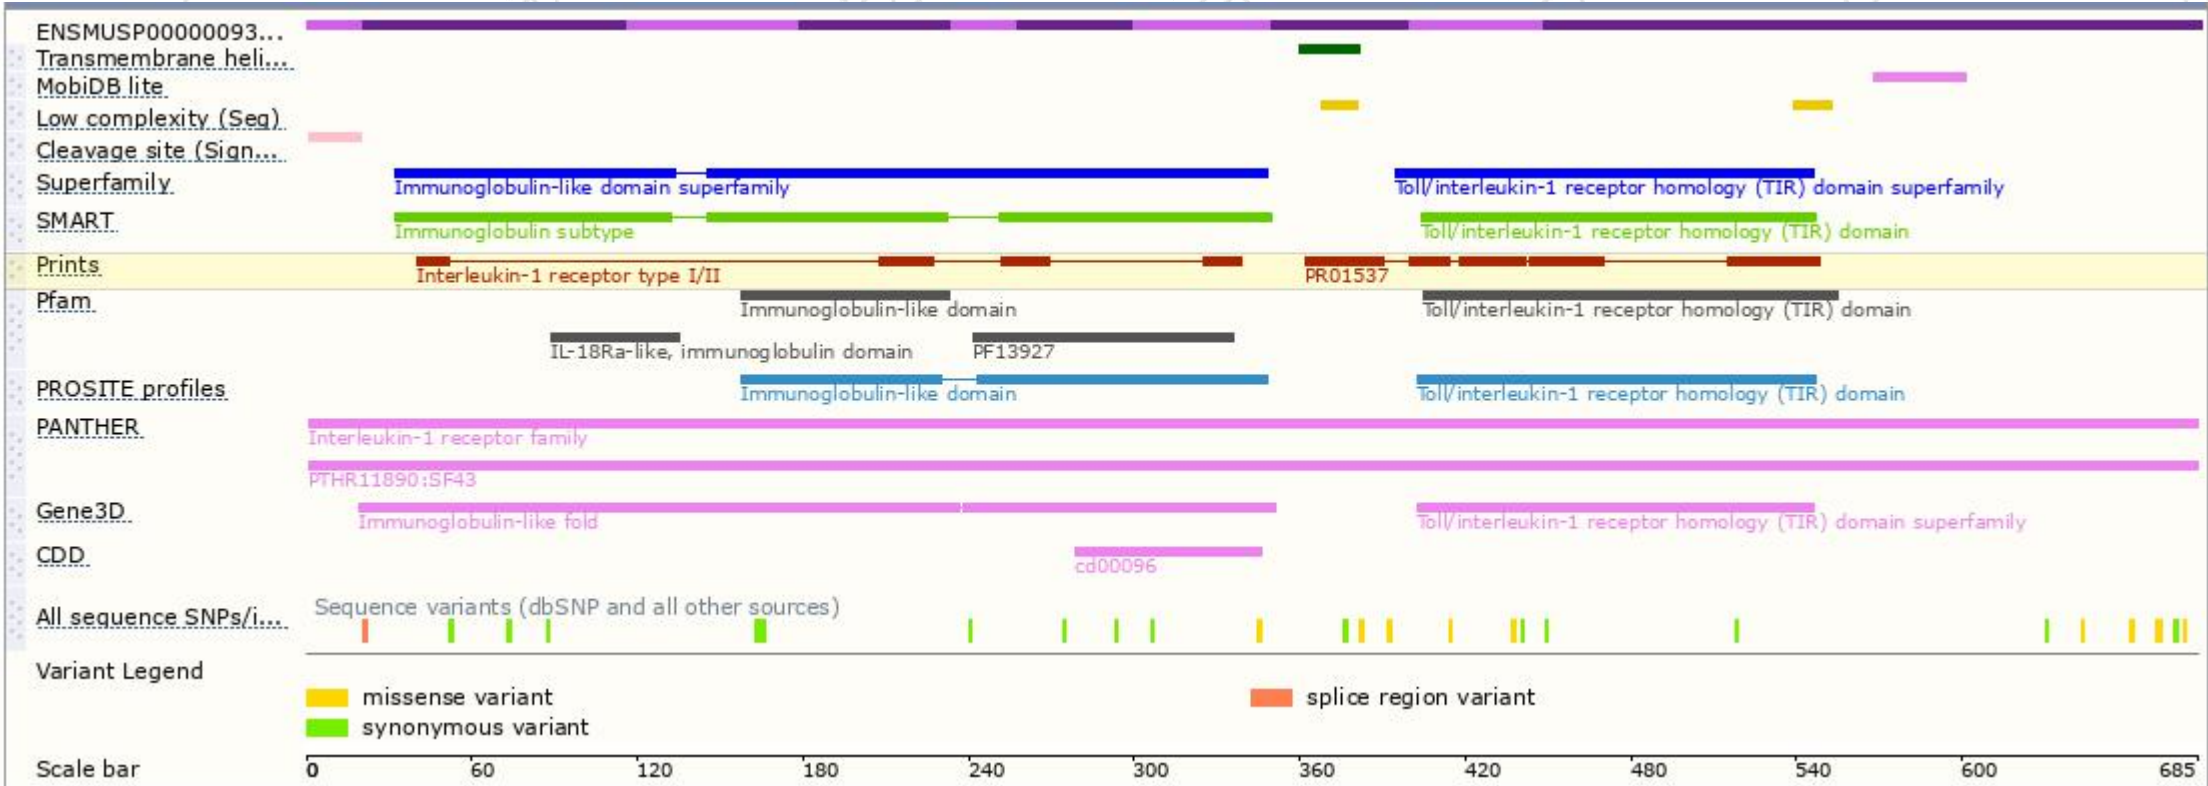 ENSMUSP00000093...
Transmembrane heli...
MobiDB lite
Low complexity (Seg)
Cleavage site (Sign...
Superfamily
Immunoglobulin-like domain superfamily
Toll/interleukin-1 receptor homology (TIR) domain superfamily
SMART
Immunoglobulin subtype
Toll/interleukin-1 receptor homology (TIR) domain
Prints
Interleukin-1 receptor type I/II
PR01537
Pfam
Immunoglobulin-like domain
Toll/interleukin-1 receptor homology (TIR) domain
IL-18Ra-like, immunoglobulin domain
PF13927
PROSITE profiles
Immunoglobulin-like domain
Toll/interleukin-1 receptor homology (TIR) domain
PANTHER
Interleukin-1 receptor family
PTHR11890:SF43
Gene3D
Immunoglobulin-like fold
Toll/interleukin-1 receptor homology (TIR) domain superfamily
CDD
cd00096
All sequence SNPs/i...
Sequence variants (dbSNP and all other sources)
Variant Legend
missense variant
splice region variant
synonymous variant
Scale bar
0 60 120 180 240 300 360 420 480 540 600 685